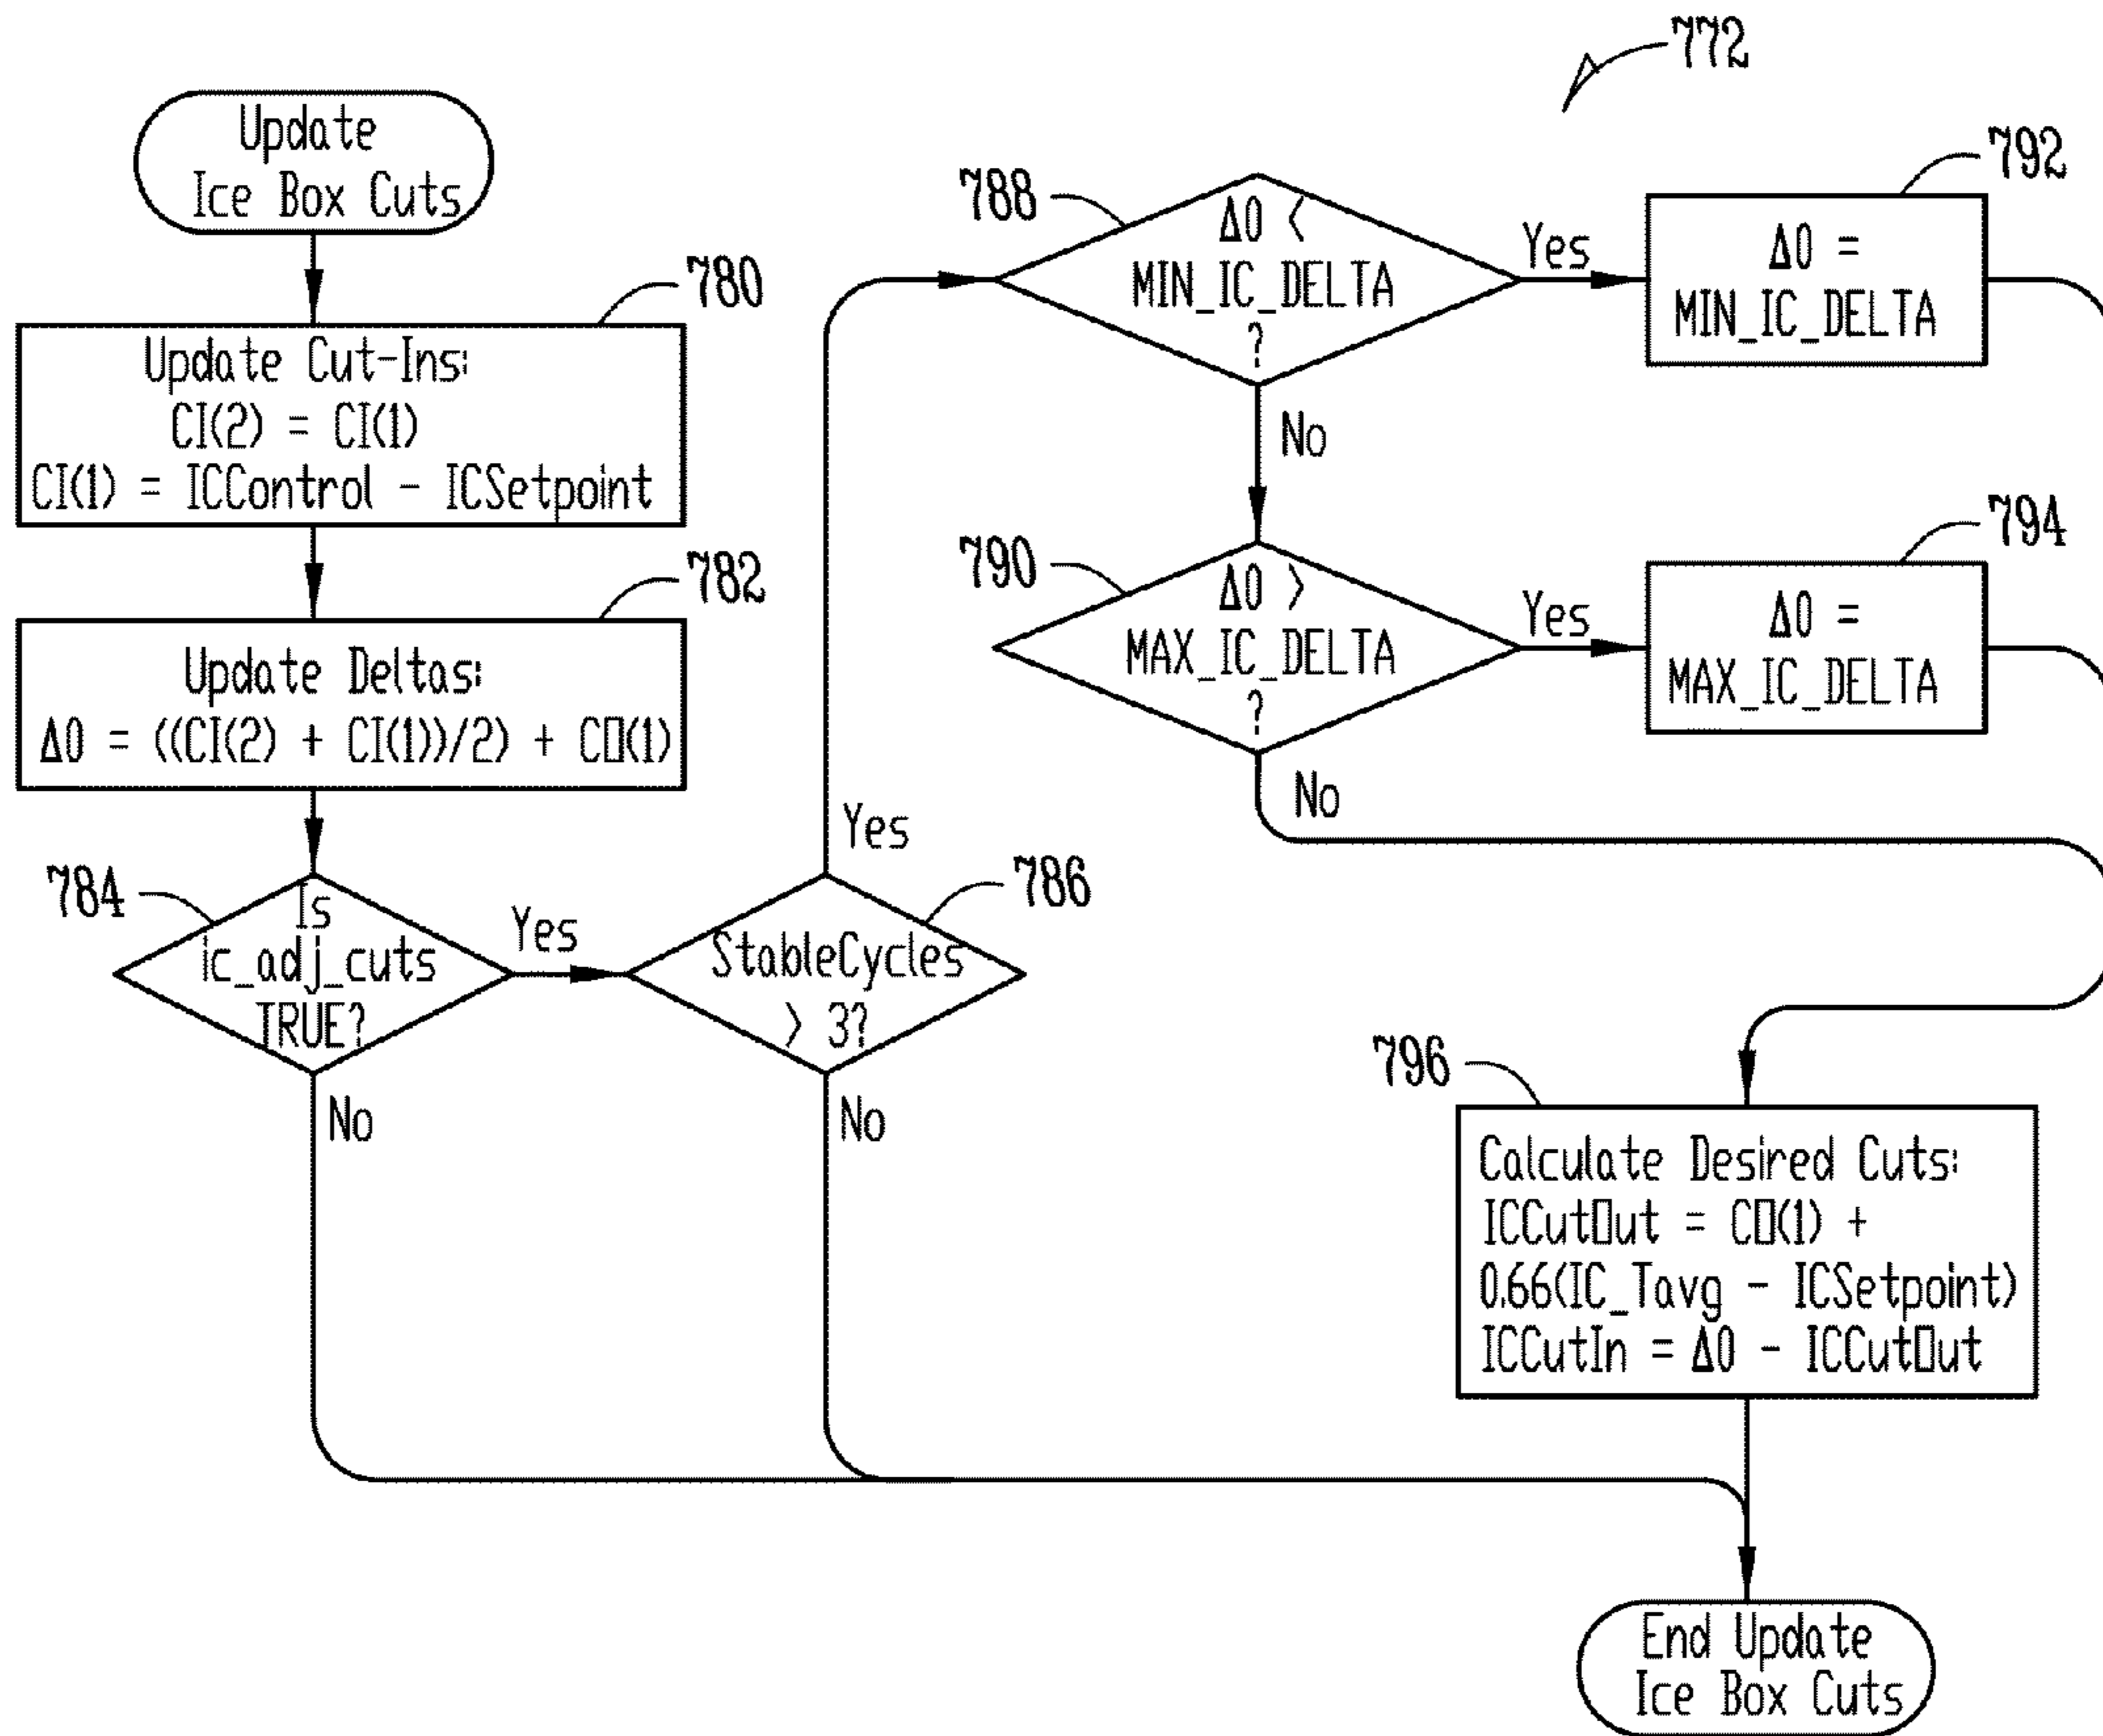 772
Update
Ice Box Cuts
780
Update Cut-Ins:
CI(2) = CI(1)
CI(1) = ICControl - ICSetpoint
782
Update Deltas:
Δ0 = ((CI(2) + CI(1))/2) + CO(1)
784
Is
ic_adj_cuts
TRUE?
Yes
No
786
StableCycles
> 3?
Yes
No
788
Δ0 <
MIN_IC_DELTA
?
Yes
No
792
Δ0 =
MIN_IC_DELTA
790
Δ0 >
MAX_IC_DELTA
?
Yes
No
794
Δ0 =
MAX_IC_DELTA
796
Calculate Desired Cuts:
ICCutOut = CO(1) +
0.66(IC_Tavg - ICSetpoint)
ICCutIn = Δ0 - ICCutOut
End Update
Ice Box Cuts